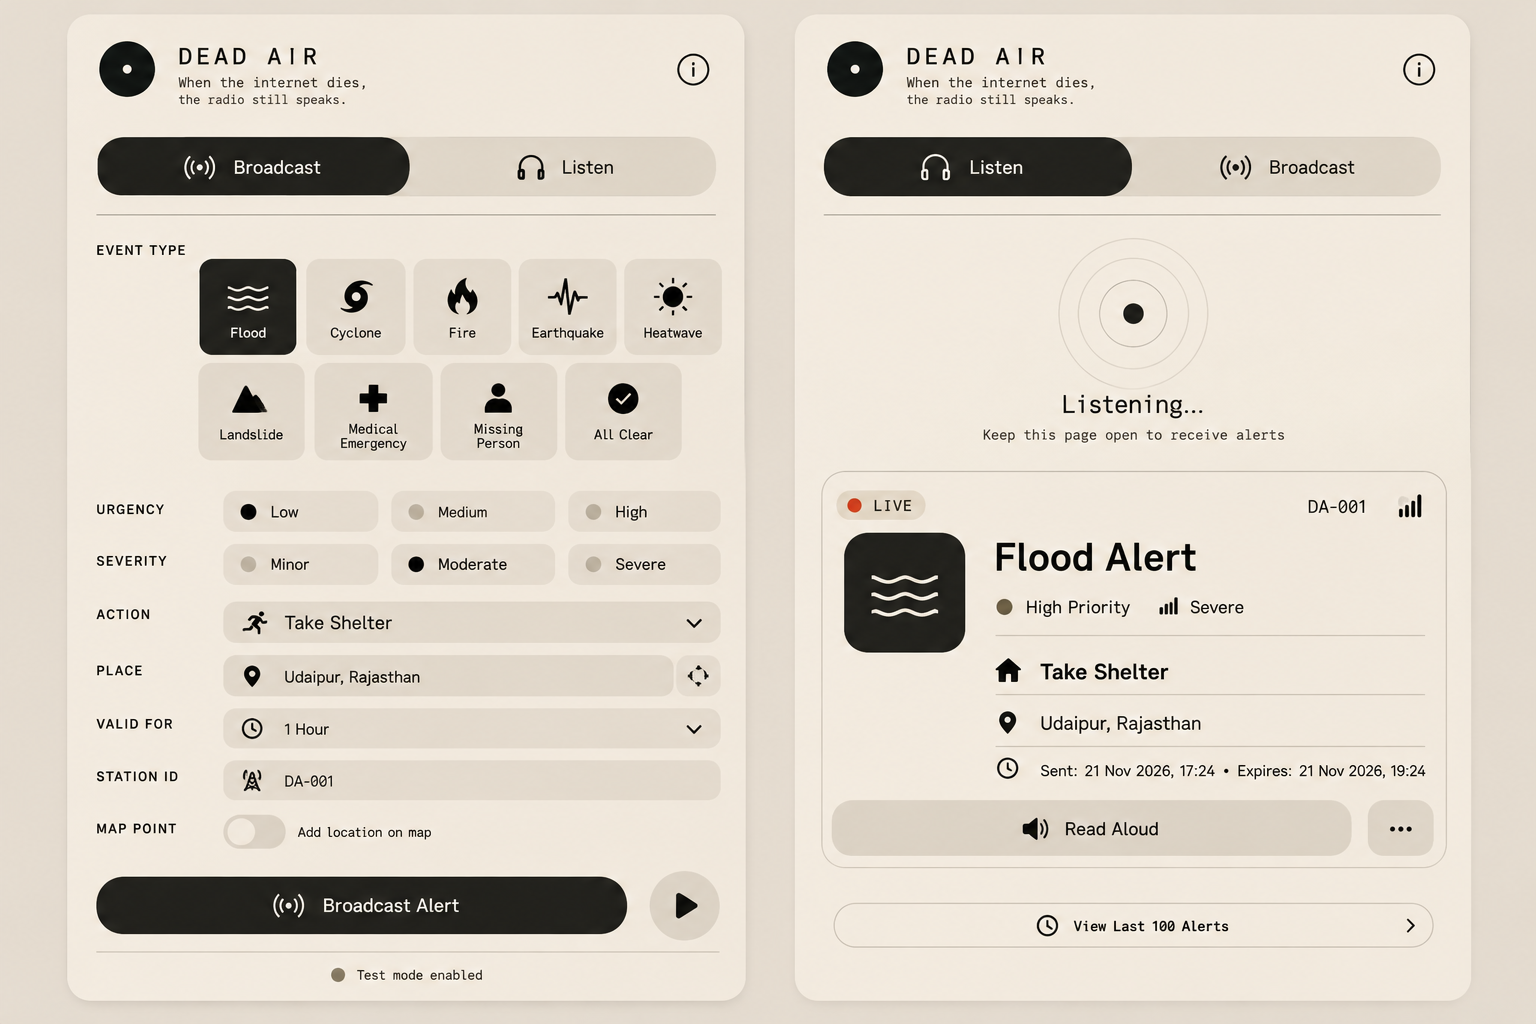 DEAD AIR
When the internet dies,
the radio still speaks.
Broadcast
Listen
EVENT TYPE
Flood
Cyclone
Fire
Earthquake
Heatwave
Landslide
Medical
Emergency
Missing
Person
All Clear
URGENCY
Low
Medium
High
SEVERITY
Minor
Moderate
Severe
ACTION
Take Shelter
PLACE
Udaipur, Rajasthan
VALID FOR
1 Hour
STATION ID
DA-001
MAP POINT
Add location on map
Broadcast Alert
Test mode enabled
DEAD AIR
When the internet dies,
the radio still speaks.
Listen
Broadcast
Listening...
Keep this page open to receive alerts
LIVE
DA-001
Flood Alert
High Priority
Severe
Take Shelter
Udaipur, Rajasthan
Sent: 21 Nov 2026, 17:24 • Expires: 21 Nov 2026, 19:24
Read Aloud
View Last 100 Alerts